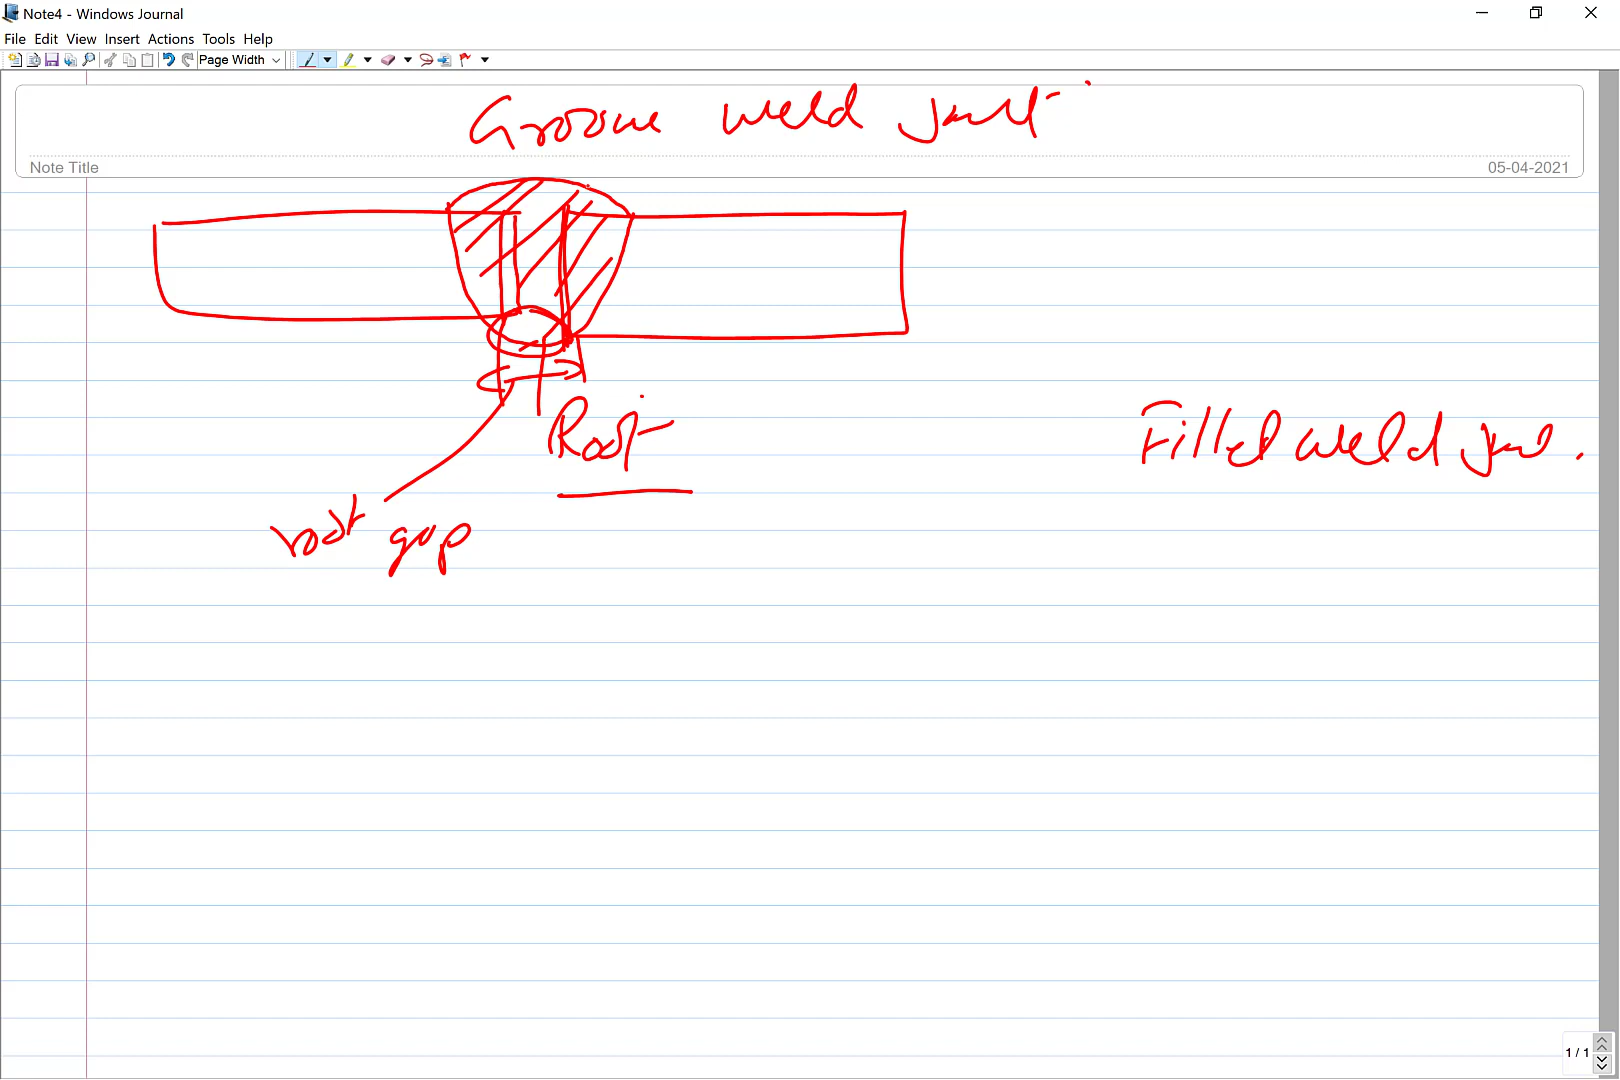 Note4 - Windows Journal
File Edit View Insert Actions Tools Help
Page Width
Groove weld Joint
Note Title 05-04-2021
Root
Fillet weld
root gap
1 / 1